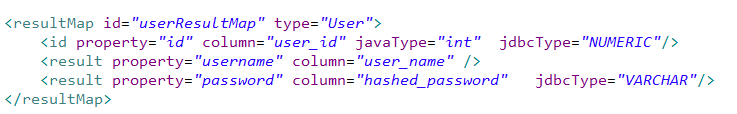 <resultMap id="userResultMap" type="User">
    <id property="id" column="user_id" javaType="int"  jdbcType="NUMERIC"/>
    <result property="username" column="user_name" />
    <result property="password" column="hashed_password"   jdbcType="VARCHAR"/>
</resultMap>